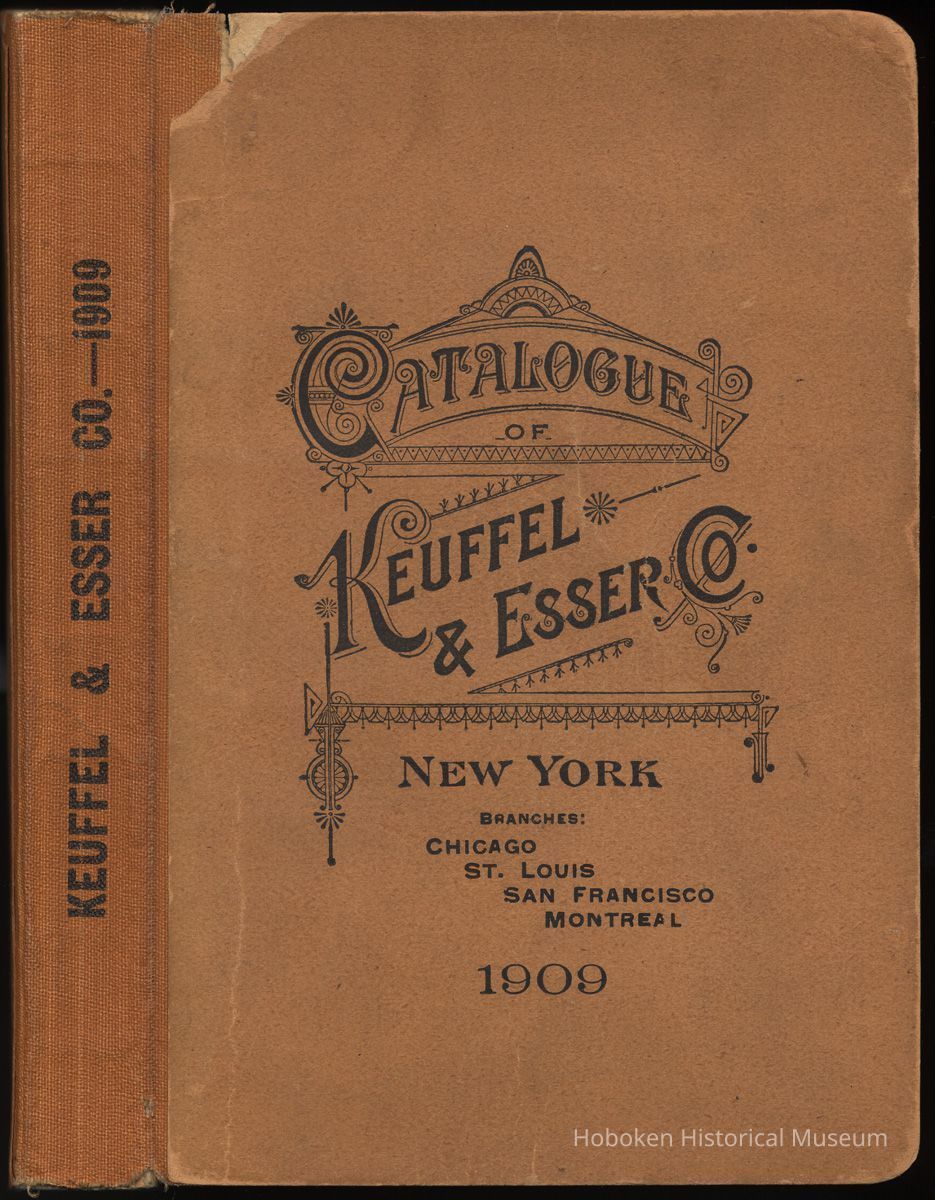 KEUFFEL & ESSER CO.—1909
CATALOGUE
OF
KEUFFEL
& ESSER CO.
NEW YORK
BRANCHES:
CHICAGO
ST. LOUIS
SAN FRANCISCO
MONTREAL
1909
Hoboken Historical Museum